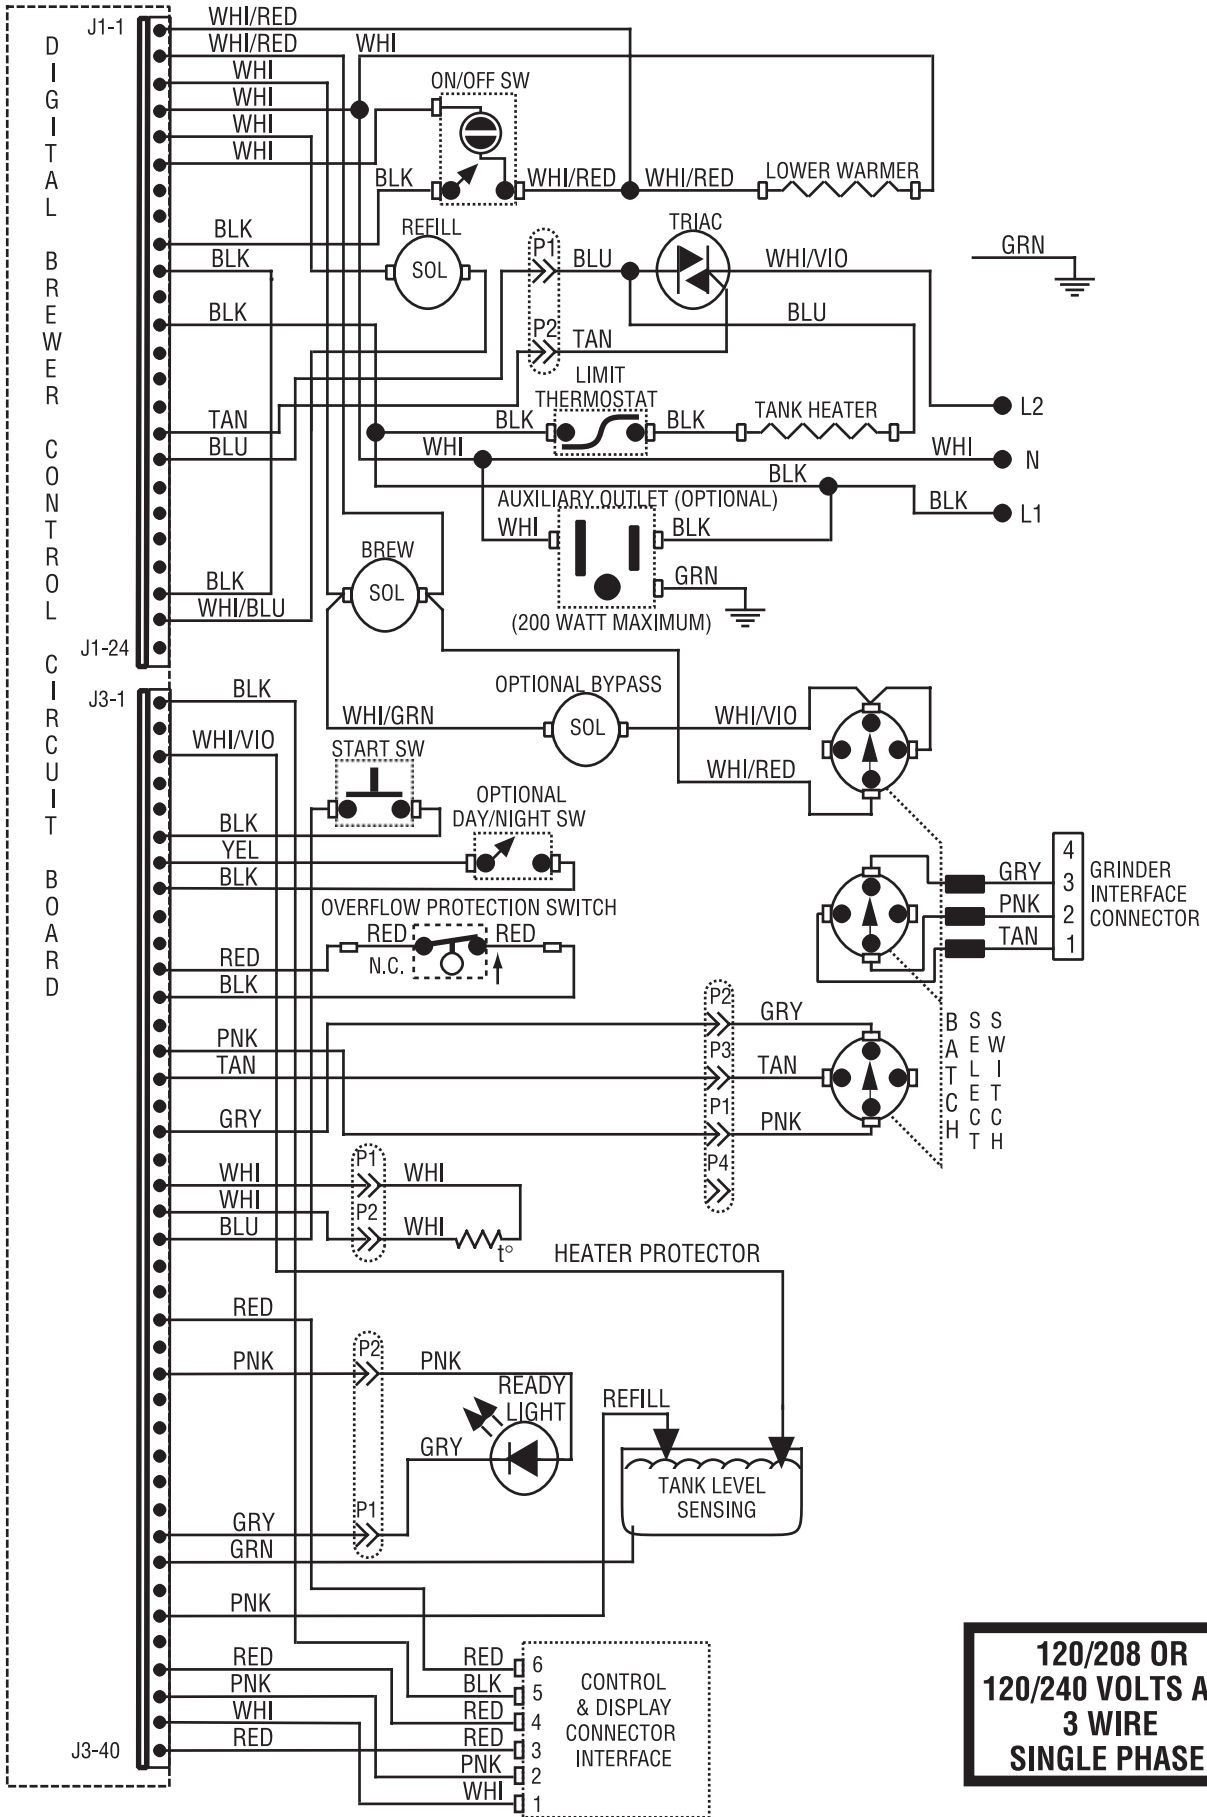 WHI/RED
J1-1
WHI/RED
WHI
WHI
ON/OFF SW
WHI
WHI
WHI
BLK
WHI/RED
WHI/RED
LOWER WARMER
BLK
REFILL
TRIAC
BLK
SOL
P1
BLU
WHI/VIO
GRN
BLK
P2
TAN
BLU
LIMIT
THERMOSTAT
TAN
BLK
BLK
TANK HEATER
L2
BLU
WHI
WHI
N
BLK
AUXILIARY OUTLET (OPTIONAL)
BLK
L1
WHI
BLK
BREW
SOL
GRN
BLK
WHI/BLU
(200 WATT MAXIMUM)
J1-24
DIGITAL BREWER CONTROL CIRCUIT BOARD
J3-1
BLK
OPTIONAL BYPASS
SOL
WHI/GRN
WHI/VIO
WHI/VIO
START SW
WHI/RED
OPTIONAL
DAY/NIGHT SW
BLK
YEL
BLK
4
3
2
1
GRY
PNK
TAN
GRINDER
INTERFACE
CONNECTOR
OVERFLOW PROTECTION SWITCH
RED
RED
N.C.
RED
BLK
P2
GRY
PNK
P3
TAN
TAN
P1
PNK
GRY
P4
BATCH
SELECT
SWITCH
WHI
P1
WHI
WHI
P2
WHI
BLU
t°
HEATER PROTECTOR
RED
PNK
P2
PNK
READY
LIGHT
REFILL
GRY
TANK LEVEL
SENSING
GRY
P1
GRN
PNK
RED
PNK
WHI
RED
J3-40
RED 6
BLK 5
RED 4
RED 3
PNK 2
WHI 1
CONTROL
& DISPLAY
CONNECTOR
INTERFACE
120/208 OR
120/240 VOLTS A
3 WIRE
SINGLE PHASE